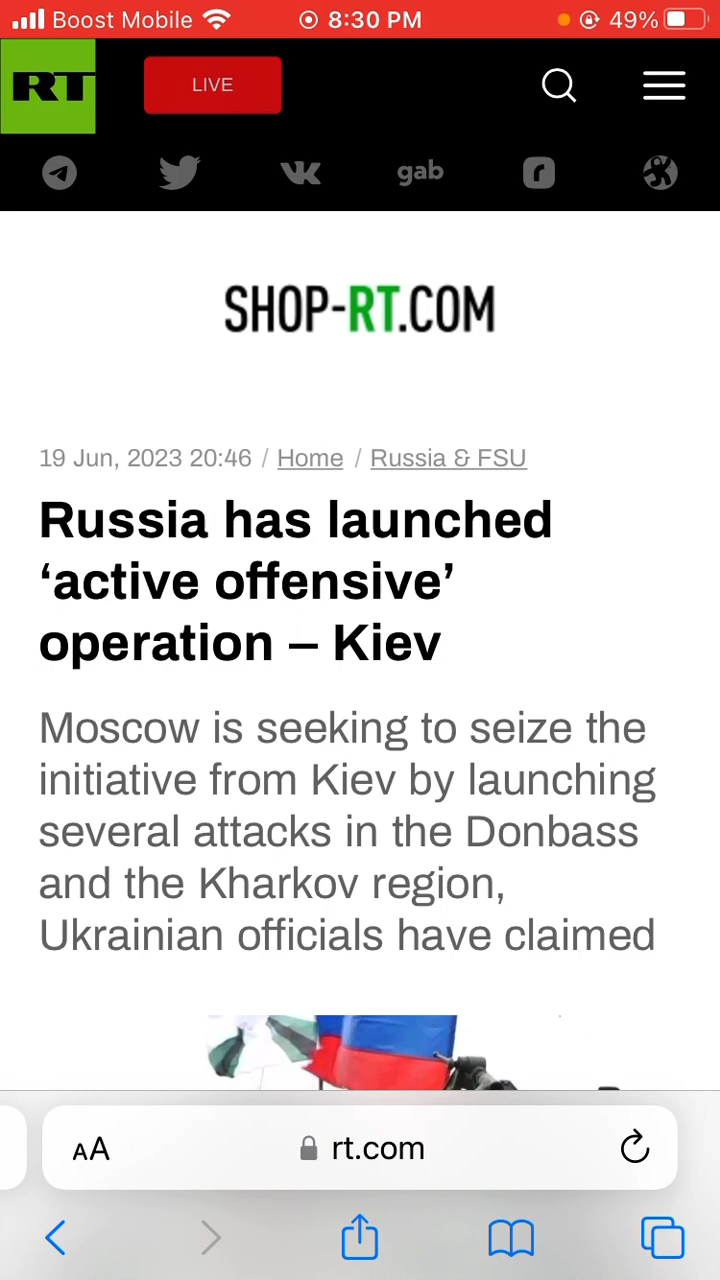 Boost Mobile 8:30 PM 49%
RT LIVE
gab
SHOP-RT.COM
19 Jun, 2023 20:46 / Home / Russia & FSU
Russia has launched
‘active offensive’
operation – Kiev
Moscow is seeking to seize the
initiative from Kiev by launching
several attacks in the Donbass
and the Kharkov region,
Ukrainian officials have claimed
AA rt.com